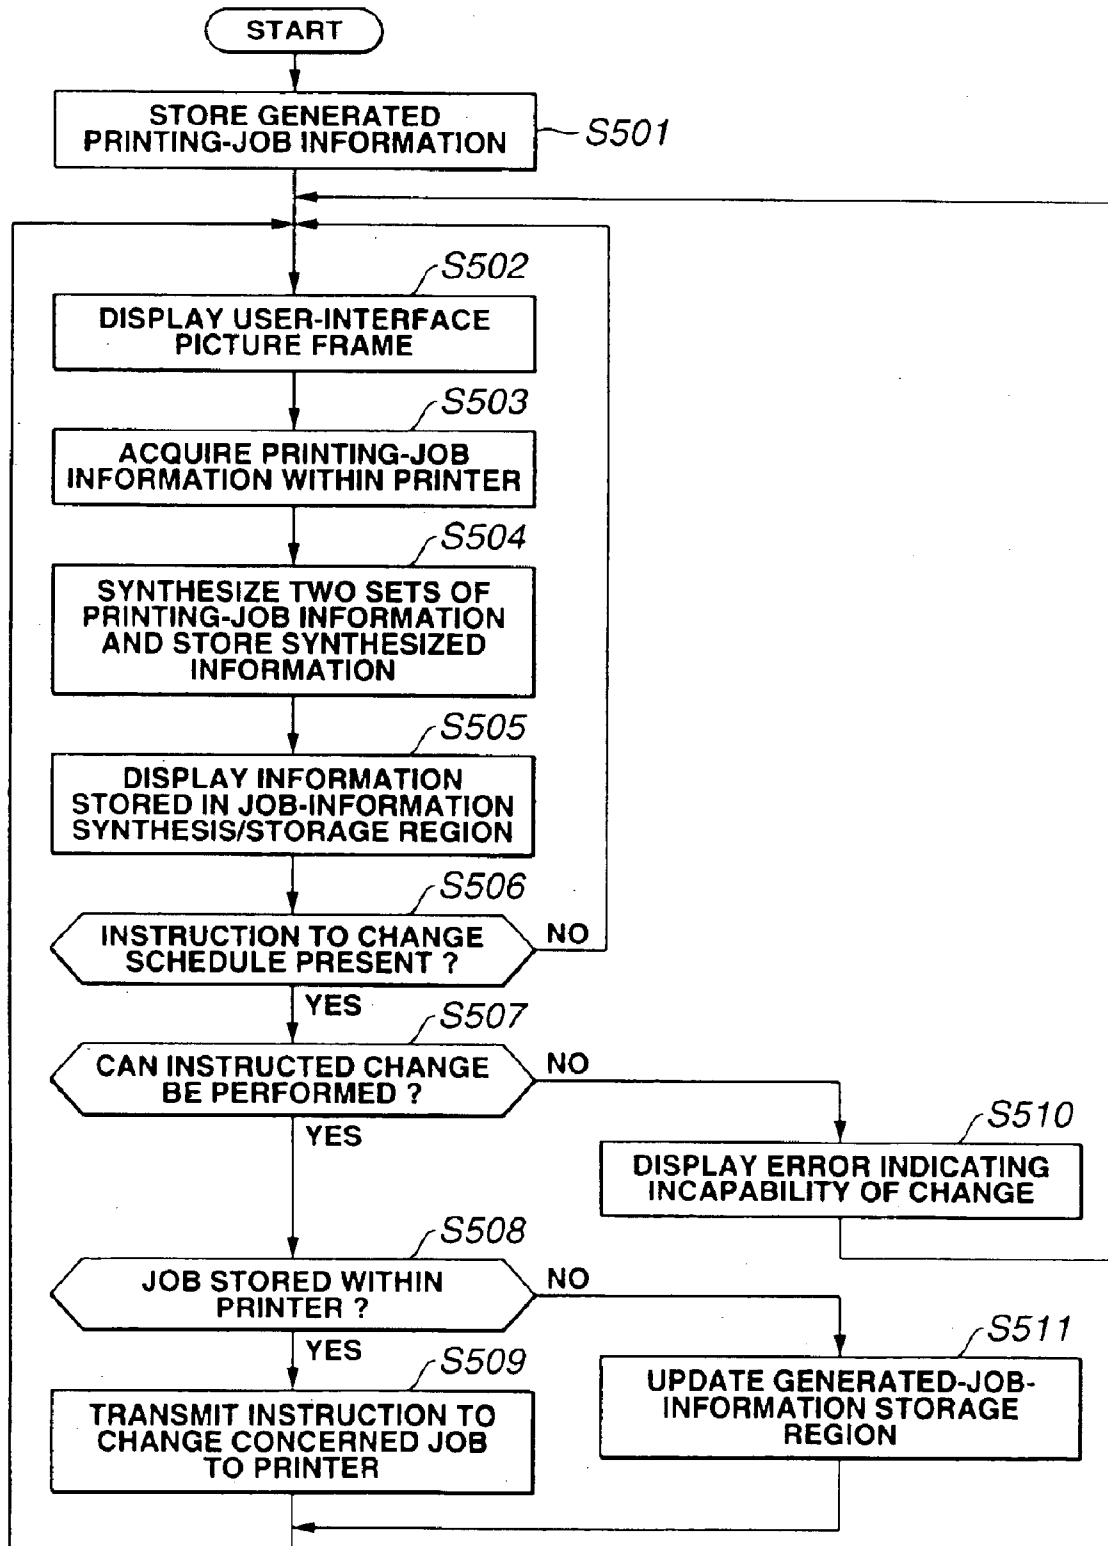 START
STORE GENERATED
PRINTING-JOB INFORMATION
S501
S502
DISPLAY USER-INTERFACE
PICTURE FRAME
S503
ACQUIRE PRINTING-JOB
INFORMATION WITHIN PRINTER
S504
SYNTHESIZE TWO SETS OF
PRINTING-JOB INFORMATION
AND STORE SYNTHESIZED
INFORMATION
S505
DISPLAY INFORMATION
STORED IN JOB-INFORMATION
SYNTHESIS/STORAGE REGION
S506
INSTRUCTION TO CHANGE
SCHEDULE PRESENT ?
NO
YES
S507
CAN INSTRUCTED CHANGE
BE PERFORMED ?
NO
YES
S510
DISPLAY ERROR INDICATING
INCAPABILITY OF CHANGE
S508
JOB STORED WITHIN
PRINTER ?
NO
YES
S511
UPDATE GENERATED-JOB-
INFORMATION STORAGE
REGION
S509
TRANSMIT INSTRUCTION TO
CHANGE CONCERNED JOB
TO PRINTER